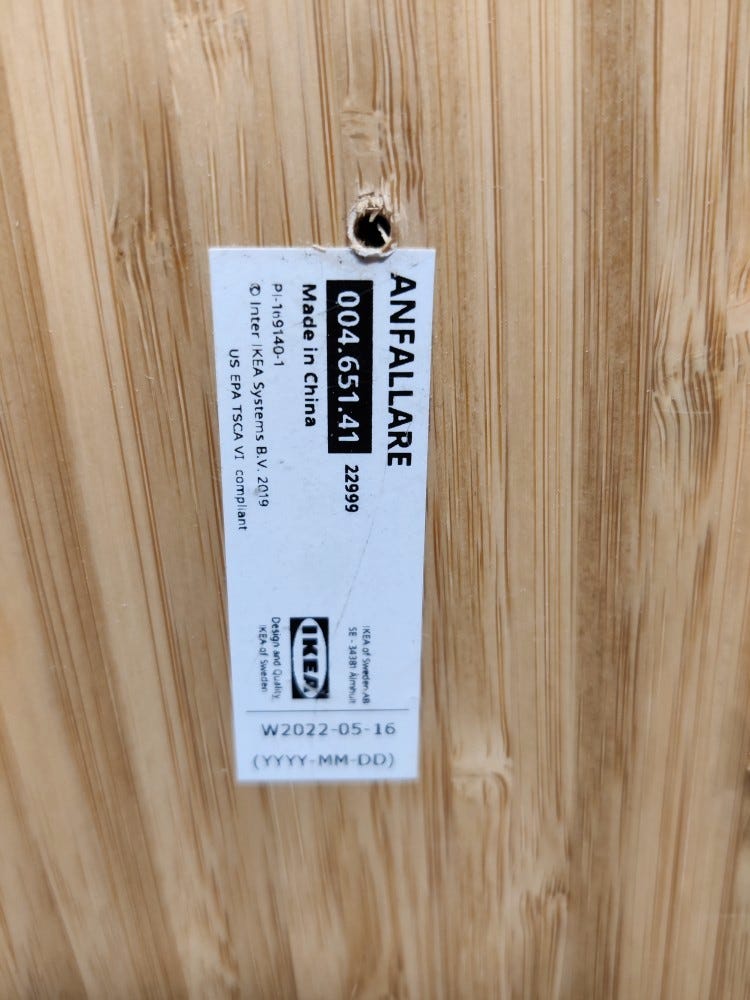 ANFALLARE
004.651.41 22999
Made in China
PI-169140-1
© Inter IKEA Systems B.V. 2019
US EPA TSCA VI compliant
IKEA of Sweden AB
SE - 34381 Älmhult
IKEA
Design and Quality
IKEA of Sweden
W2022-05-16
(YYYY-MM-DD)